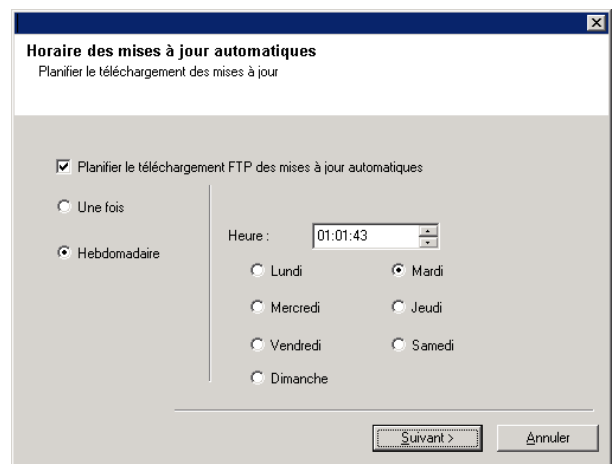 Horaire des mises à jour automatiques
Planifier le téléchargement des mises à jour
Planifier le téléchargement FTP des mises à jour automatiques
Une fois
Hebdomadaire
Heure :
01:01:43
Lundi
Mardi
Mercredi
Jeudi
Vendredi
Samedi
Dimanche
Suivant >
Annuler